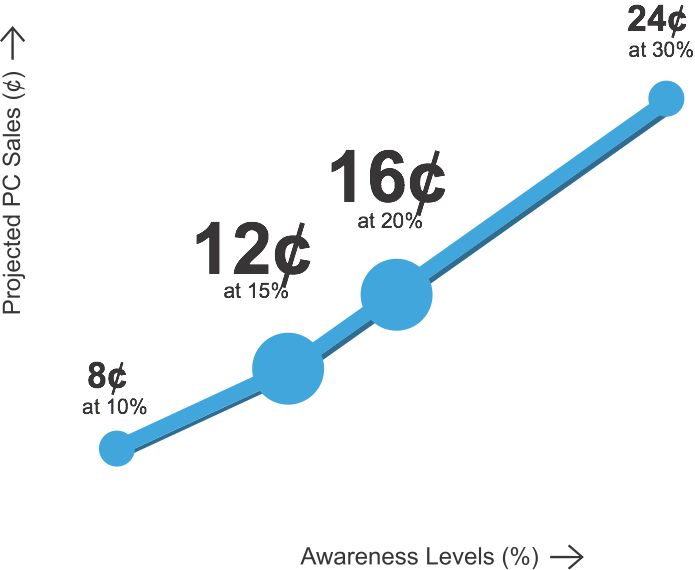 24¢
at 30%
16¢
at 20%
12¢
at 15%
8¢
at 10%
Projected PC Sales (¢)
Awareness Levels (%)